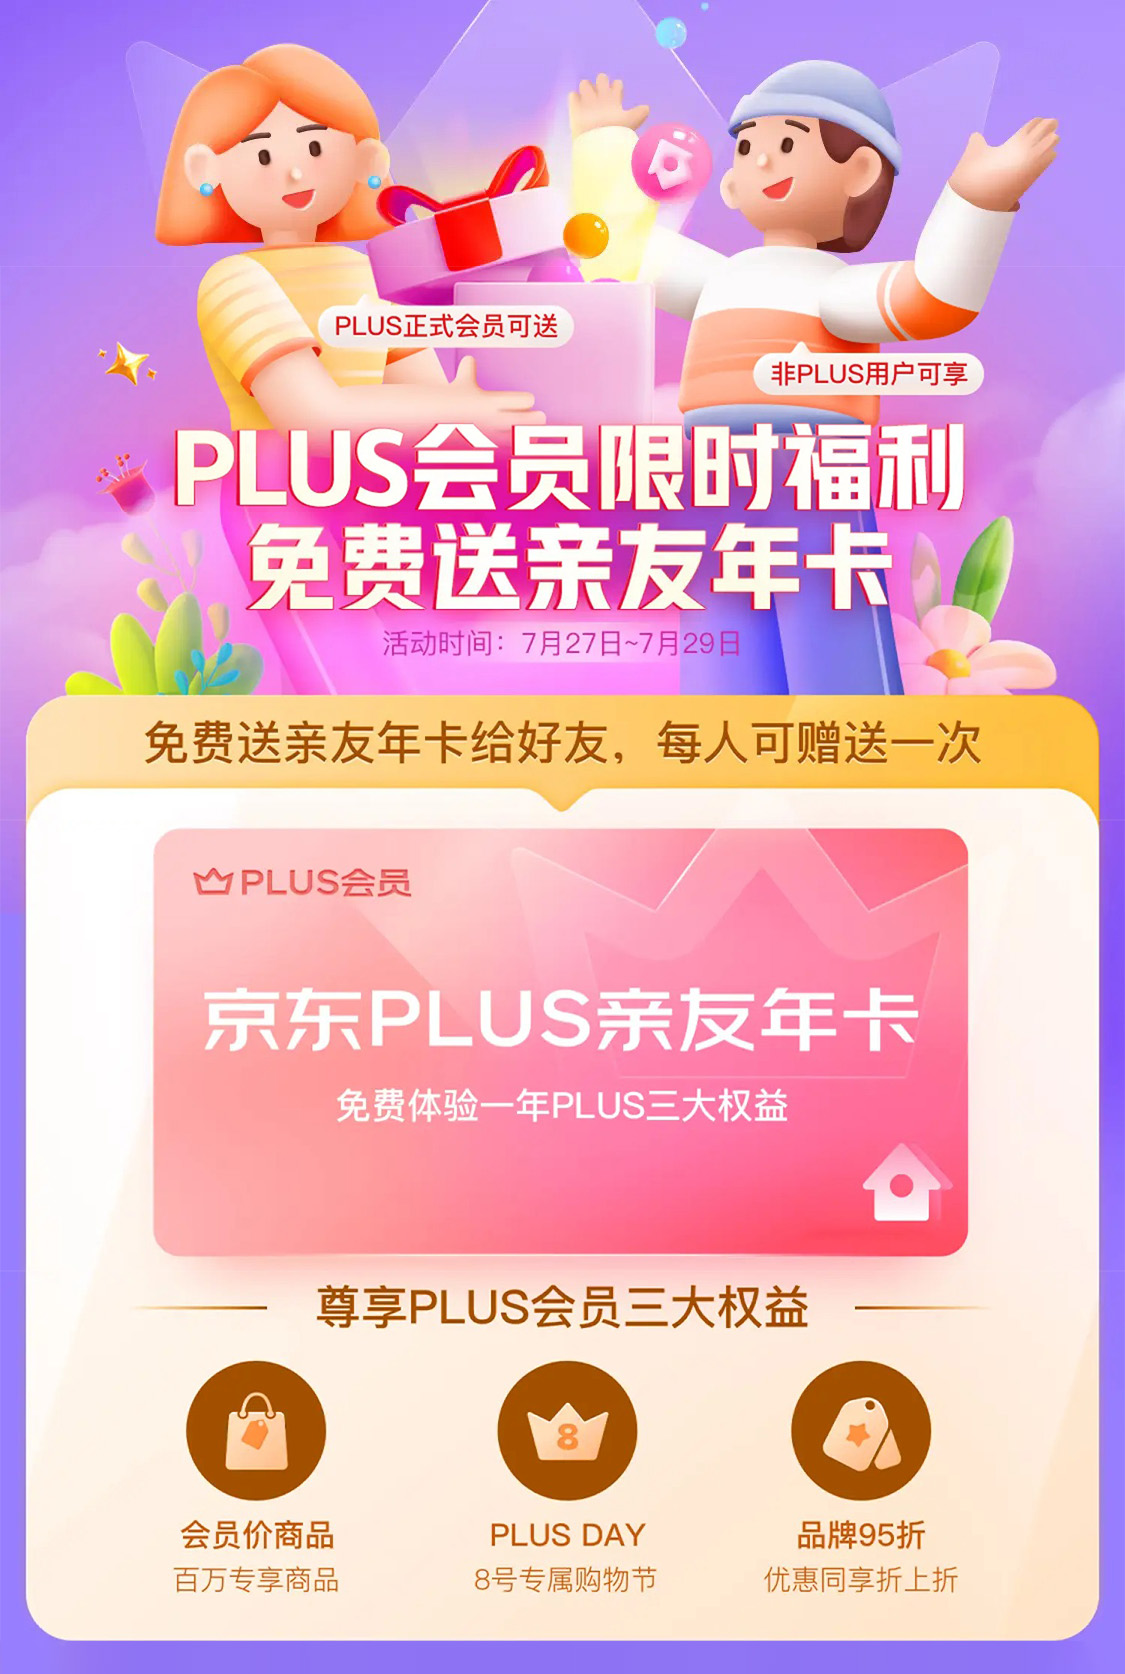 PLUS正式会员可送
非PLUS用户可享
PLUS会员限时福利
免费送亲友年卡
活动时间：7月27日~7月29日
免费送亲友年卡给好友，每人可赠送一次
PLUS会员
京东PLUS亲友年卡
免费体验一年PLUS三大权益
尊享PLUS会员三大权益
8
会员价商品
百万专享商品
PLUS DAY
8号专属购物节
品牌95折
优惠同享折上折